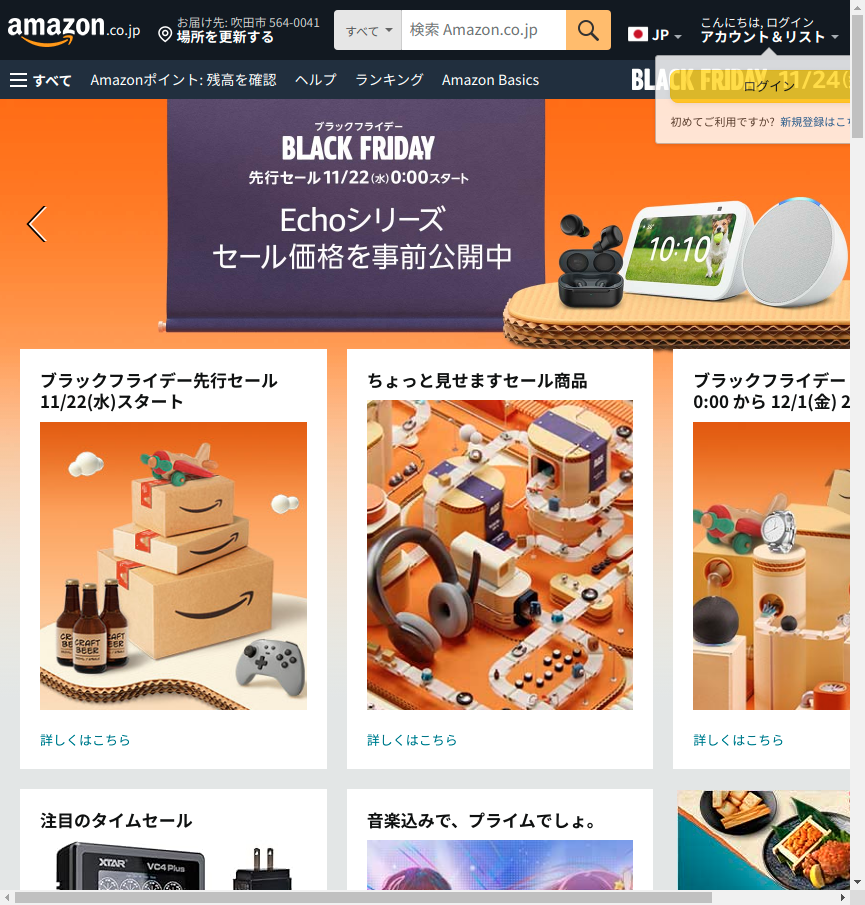 amazon.co.jp
お届け先: 吹田市 564-0041
場所を更新する
すべて
検索 Amazon.co.jp
JP
こんにちは, ログイン
アカウント＆リスト
すべて
Amazonポイント: 残高を確認
ヘルプ
ランキング
Amazon Basics
BLACK FRIDAY 11/24(
ログイン
初めてご利用ですか? 新規登録はこち
ブラックフライデー
BLACK FRIDAY
先行セール 11/22(水)0:00スタート
Echoシリーズ
セール価格を事前公開中
10:10
ブラックフライデー先行セール
11/22(水)スタート
ちょっと見せますセール商品
ブラックフライデー
0:00 から 12/1(金) 2
CRAFT
BEER
詳しくはこちら
詳しくはこちら
詳しくはこちら
注目のタイムセール
音楽込みで、プライムでしょ。
XTAR
VC4 Plus